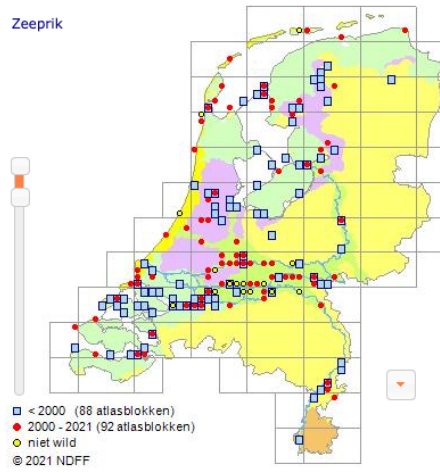 Zeeprik
< 2000 (88 atlasblokken)
2000 - 2021 (92 atlasblokken)
niet wild
© 2021 NDFF